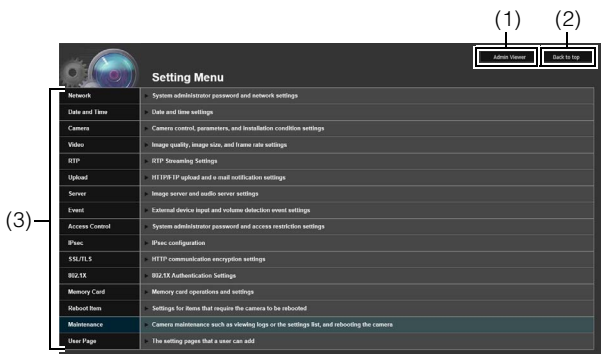 (1) (2)
Admin Viewer Back to top
Setting Menu
(3)
Network System administrator password and network settings
Date and Time Date and time settings
Camera Camera control, parameters, and installation condition settings
Video Image quality, image size, and frame rate settings
RTP RTP Streaming Settings
Upload HTTP/FTP upload and e-mail notification settings
Server Image server and audio server settings
Event External device input and volume detection event settings
Access Control System administrator password and access restriction settings
IPsec IPsec configuration
SSL/TLS HTTP communication encryption settings
802.1X 802.1X Authentication Settings
Memory Card Memory card operations and settings
Reboot Item Settings for items that require the camera to be rebooted
Maintenance Camera maintenance such as viewing logs or the settings list, and rebooting the camera
User Page The setting pages that a user can add